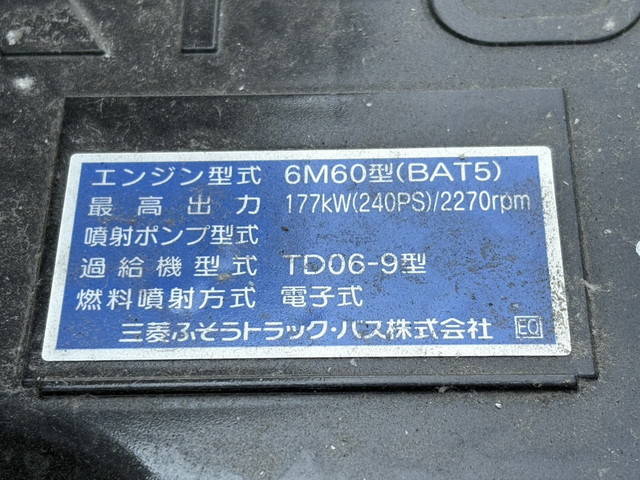 エンジン型式 6M60型(BAT5)
最高出力 177kW(240PS)/2270rpm
噴射ポンプ型式
過給機型式 TD06-9型
燃料噴射方式 電子式
三菱ふそうトラック・バス株式会社 EQ